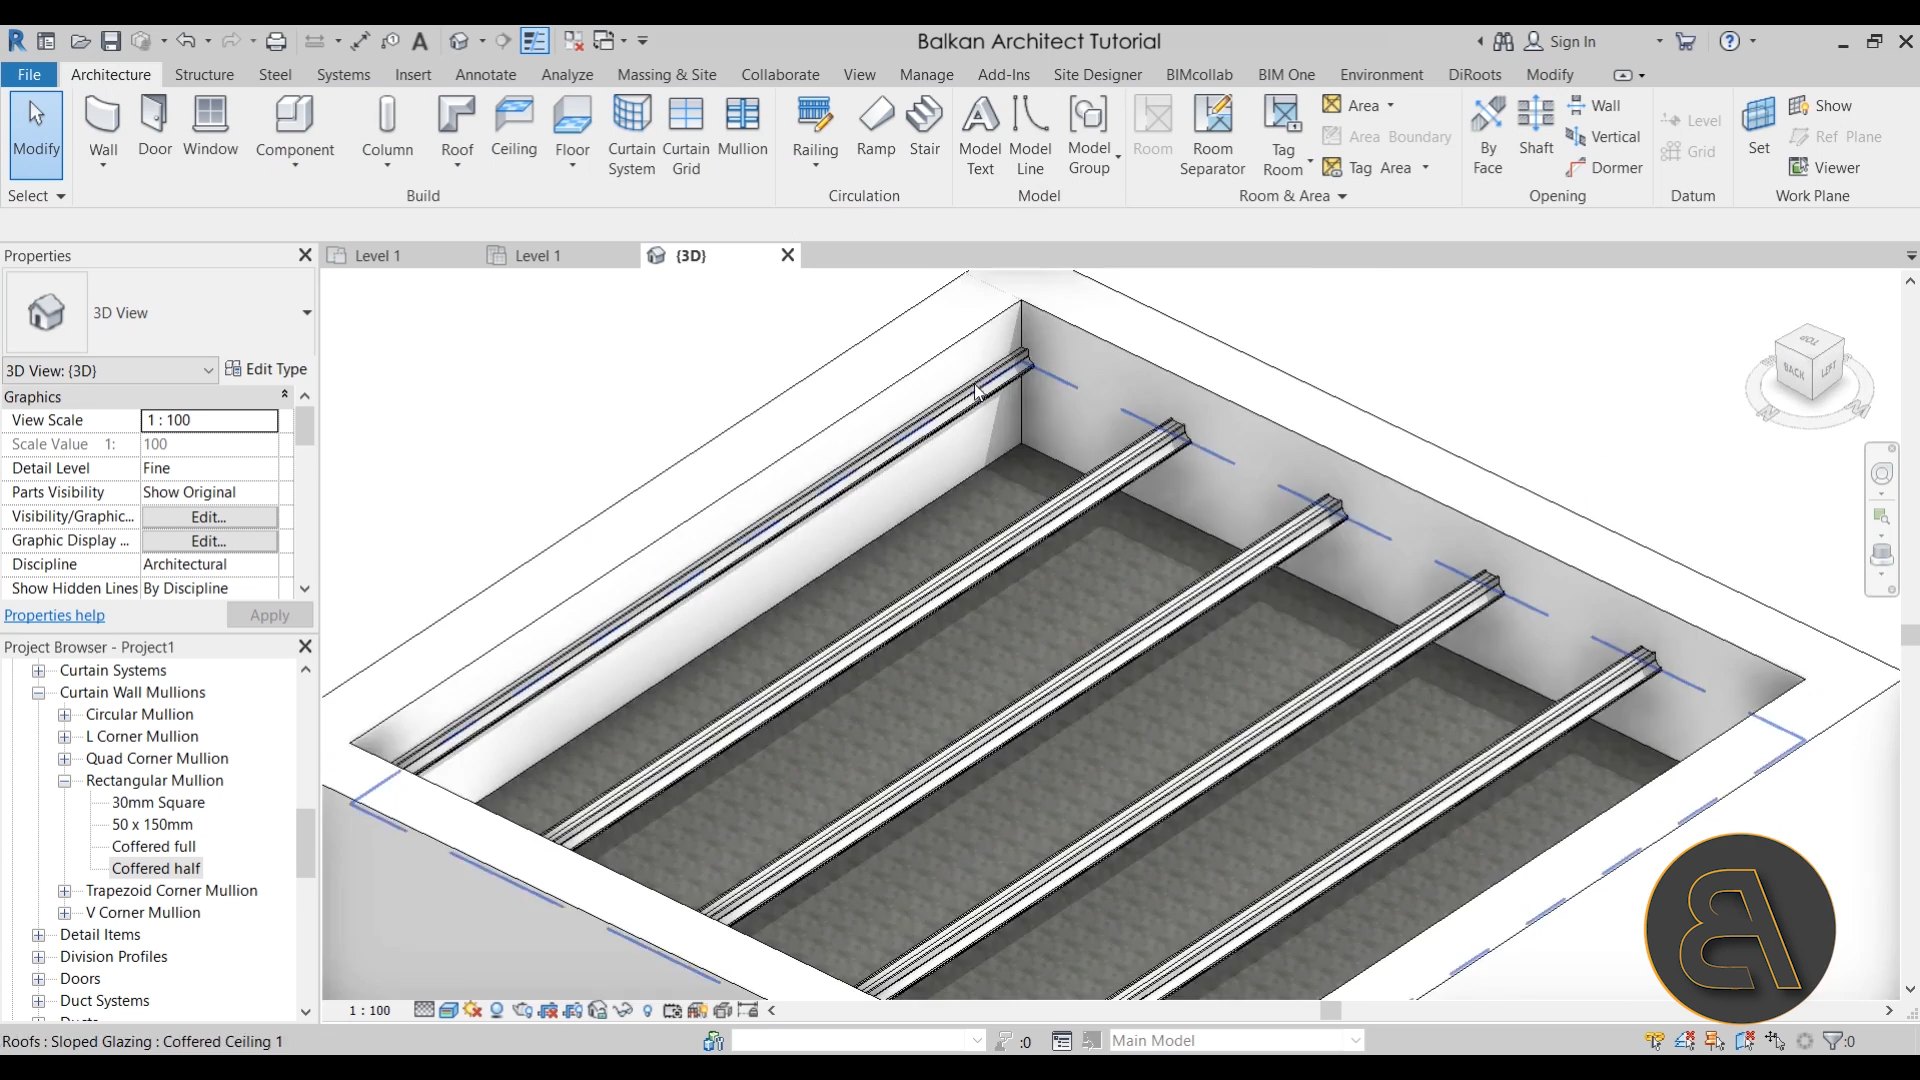 Balkan Architect Tutorial
Sign In
File
Architecture
Structure
Steel
Systems
Insert
Annotate
Analyze
Massing & Site
Collaborate
View
Manage
Add-Ins
Site Designer
BIMcollab
BIM One
Environment
DiRoots
Modify
Modify
Wall
Door
Window
Component
Column
Roof
Ceiling
Floor
Curtain
System
Curtain
Grid
Mullion
Railing
Ramp
Stair
Model
Text
Model
Line
Model
Group
Room
Room
Separator
Tag
Room
Area
Area Boundary
Tag Area
By
Face
Shaft
Wall
Vertical
Dormer
Level
Grid
Set
Show
Ref Plane
Viewer
Select
Build
Circulation
Model
Room & Area
Opening
Datum
Work Plane
Properties
Level 1
Level 1
{3D}
3D View
3D View: {3D}
Edit Type
Graphics
View Scale
1 : 100
Scale Value 1:
100
Detail Level
Fine
Parts Visibility
Show Original
Visibility/Graphic...
Edit...
Graphic Display ...
Edit...
Discipline
Architectural
Show Hidden Lines
By Discipline
Properties help
Apply
Project Browser - Project1
Curtain Systems
Curtain Wall Mullions
Circular Mullion
L Corner Mullion
Quad Corner Mullion
Rectangular Mullion
30mm Square
50 x 150mm
Coffered full
Coffered half
Trapezoid Corner Mullion
V Corner Mullion
Detail Items
Division Profiles
Doors
Duct Systems
TOP
BACK
LEFT
1 : 100
Roofs : Sloped Glazing : Coffered Ceiling 1
:0
Main Model
:0